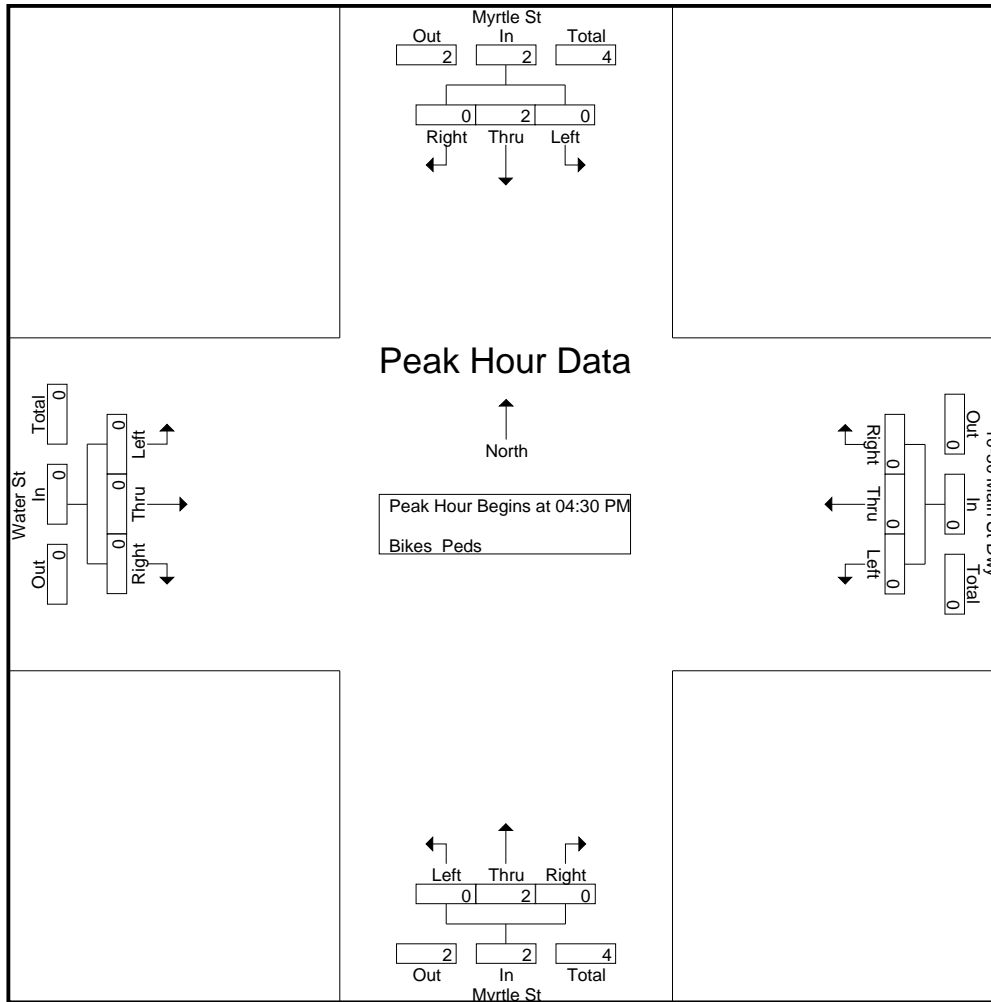 Myrtle St
Out In Total
2 2 4
0 2 0
Right Thru Left
Peak Hour Data
North
Peak Hour Begins at 04:30 PM
Bikes Peds
Water St
Total In Out
0 0 0
0 0 0
Left Thru Right
Right Thru Left
0 0 0
Out In Total
0 0 0
Left Thru Right
0 2 0
2 2 4
Out In Total
Myrtle St